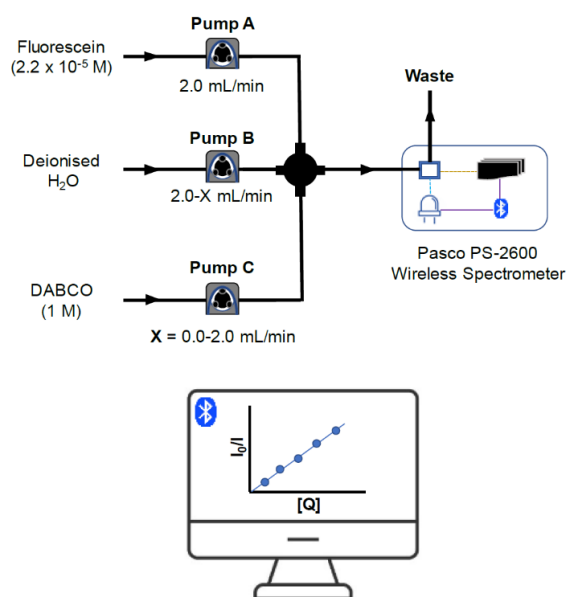 Pump A
Fluorescein
(2.2 x 10⁻⁵ M)
2.0 mL/min
Waste
Pump B
Deionised
H₂O
2.0-X mL/min
Pasco PS-2600
Wireless Spectrometer
Pump C
DABCO
(1 M)
X = 0.0-2.0 mL/min
I₀/I
[Q]